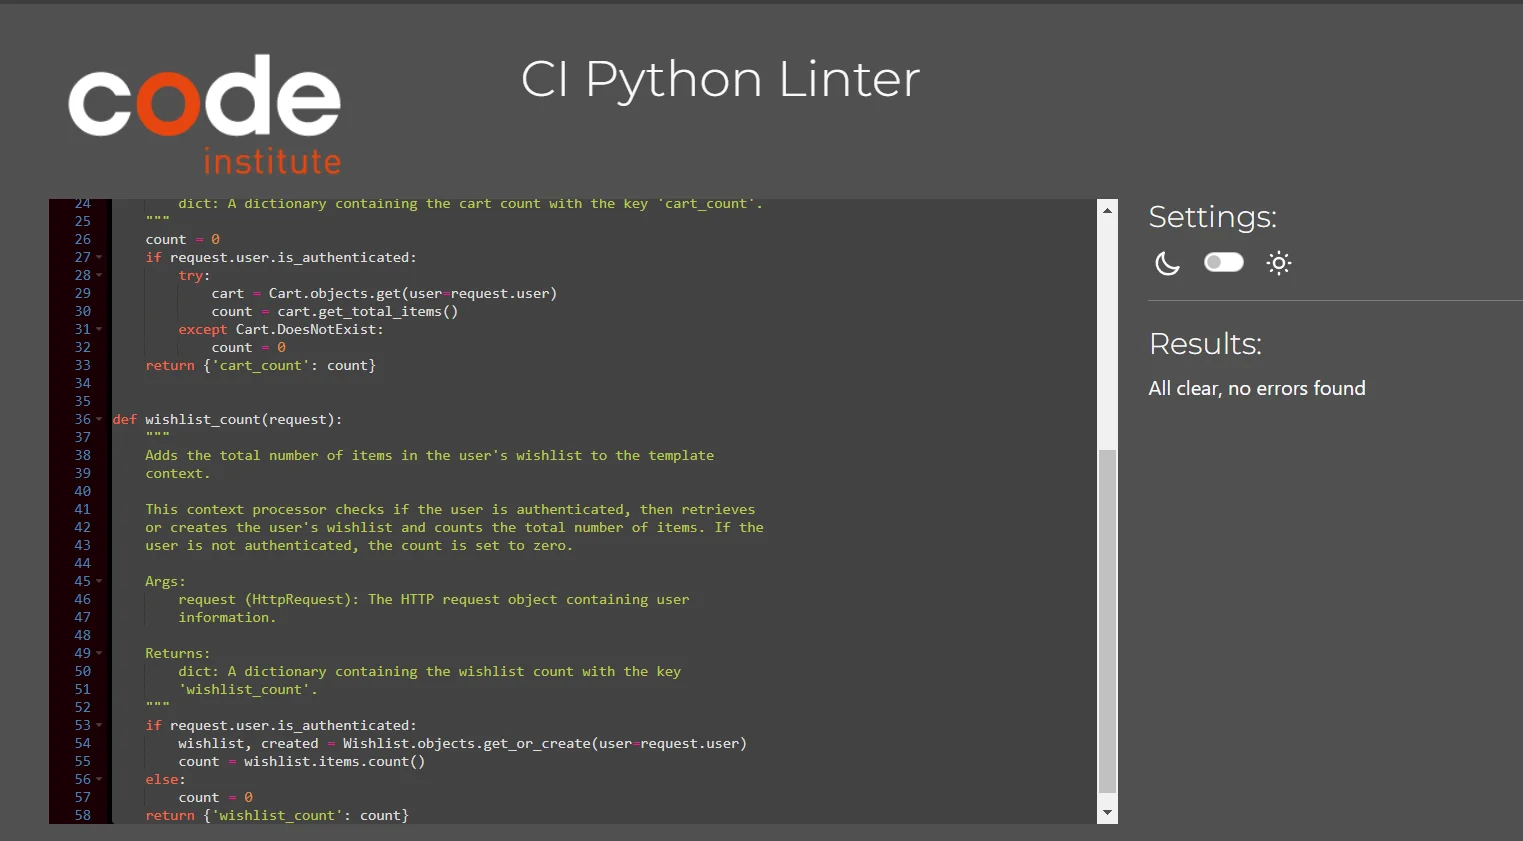 code
institute
CI Python Linter
24 dict: A dictionary containing the cart count with the key 'cart_count'.
25 """
26 count = 0
27 if request.user.is_authenticated:
28 try:
29 cart = Cart.objects.get(user=request.user)
30 count = cart.get_total_items()
31 except Cart.DoesNotExist:
32 count = 0
33 return {'cart_count': count}
34
35
36 def wishlist_count(request):
37 """
38 Adds the total number of items in the user's wishlist to the template
39 context.
40
41 This context processor checks if the user is authenticated, then retrieves
42 or creates the user's wishlist and counts the total number of items. If the
43 user is not authenticated, the count is set to zero.
44
45 Args:
46 request (HttpRequest): The HTTP request object containing user
47 information.
48
49 Returns:
50 dict: A dictionary containing the wishlist count with the key
51 'wishlist_count'.
52 """
53 if request.user.is_authenticated:
54 wishlist, created = Wishlist.objects.get_or_create(user=request.user)
55 count = wishlist.items.count()
56 else:
57 count = 0
58 return {'wishlist_count': count}
Settings:
Results:
All clear, no errors found